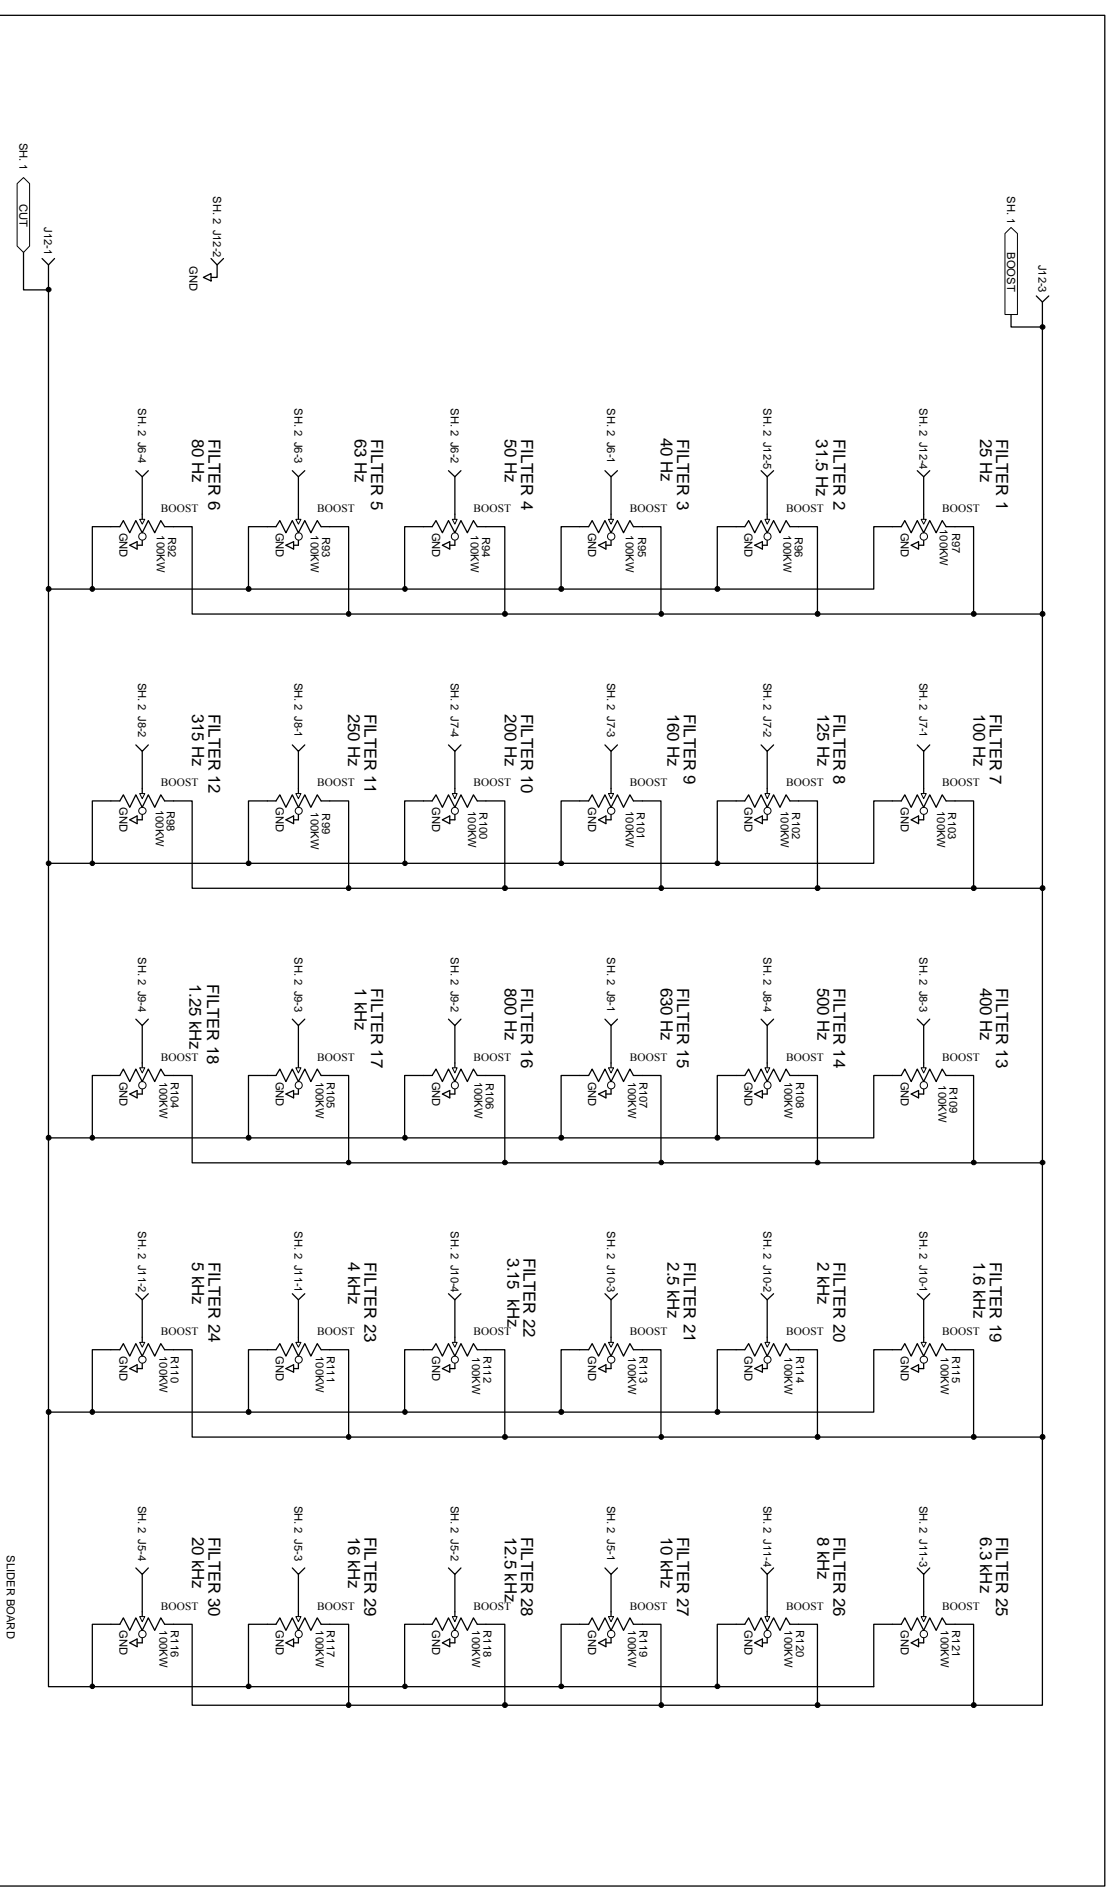 SH. 1
BOOST
J12-3
SH. 2 J12-2
GND
SH. 1
CUT
J12-1
FILTER 1
25 Hz
SH. 2 J12-4
BOOST
R97
100KW
GND
FILTER 2
31.5 Hz
SH. 2 J12-5
BOOST
R96
100KW
GND
FILTER 3
40 Hz
SH. 2 J6-1
BOOST
R95
100KW
GND
FILTER 4
50 Hz
SH. 2 J6-2
BOOST
R94
100KW
GND
FILTER 5
63 Hz
SH. 2 J6-3
BOOST
R93
100KW
GND
FILTER 6
80 Hz
SH. 2 J6-4
BOOST
R92
100KW
GND
FILTER 7
100 Hz
SH. 2 J7-1
BOOST
R103
100KW
GND
FILTER 8
125 Hz
SH. 2 J7-2
BOOST
R102
100KW
GND
FILTER 9
160 Hz
SH. 2 J7-3
BOOST
R101
100KW
GND
FILTER 10
200 Hz
SH. 2 J7-4
BOOST
R100
100KW
GND
FILTER 11
250 Hz
SH. 2 J8-1
BOOST
R99
100KW
GND
FILTER 12
315 Hz
SH. 2 J8-2
BOOST
R98
100KW
GND
FILTER 13
400 Hz
SH. 2 J8-3
BOOST
R109
100KW
GND
FILTER 14
500 Hz
SH. 2 J8-4
BOOST
R108
100KW
GND
FILTER 15
630 Hz
SH. 2 J9-1
BOOST
R107
100KW
GND
FILTER 16
800 Hz
SH. 2 J9-2
BOOST
R106
100KW
GND
FILTER 17
1 kHz
SH. 2 J9-3
BOOST
R105
100KW
GND
FILTER 18
1.25 kHz
SH. 2 J9-4
BOOST
R104
100KW
GND
FILTER 19
1.6 kHz
SH. 2 J10-1
BOOST
R115
100KW
GND
FILTER 20
2 kHz
SH. 2 J10-2
BOOST
R114
100KW
GND
FILTER 21
2.5 kHz
SH. 2 J10-3
BOOST
R113
100KW
GND
FILTER 22
3.15 kHz
SH. 2 J10-4
BOOST
R112
100KW
GND
FILTER 23
4 kHz
SH. 2 J11-1
BOOST
R111
100KW
GND
FILTER 24
5 kHz
SH. 2 J11-2
BOOST
R110
100KW
GND
FILTER 25
6.3 kHz
SH. 2 J11-3
BOOST
R121
100KW
GND
FILTER 26
8 kHz
SH. 2 J11-4
BOOST
R120
100KW
GND
FILTER 27
10 kHz
SH. 2 J5-1
BOOST
R119
100KW
GND
FILTER 28
12.5 kHz
SH. 2 J5-2
BOOST
R118
100KW
GND
FILTER 29
16 kHz
SH. 2 J5-3
BOOST
R117
100KW
GND
FILTER 30
20 kHz
SH. 2 J5-4
BOOST
R116
100KW
GND
SLIDER BOARD